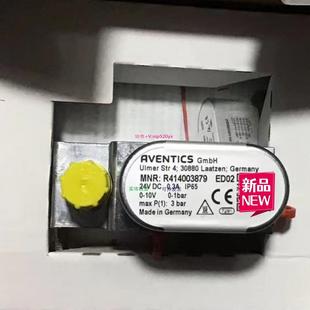 AVENTICS GmbH
Ulmer Str 4; 30880 Laatzen; Germany
MNR: R414003879 ED02
24V DC 0.3A IP65
0-10V 0-1bar
max P(1): 3 bar
Made in Germany
CE
新品
NEW